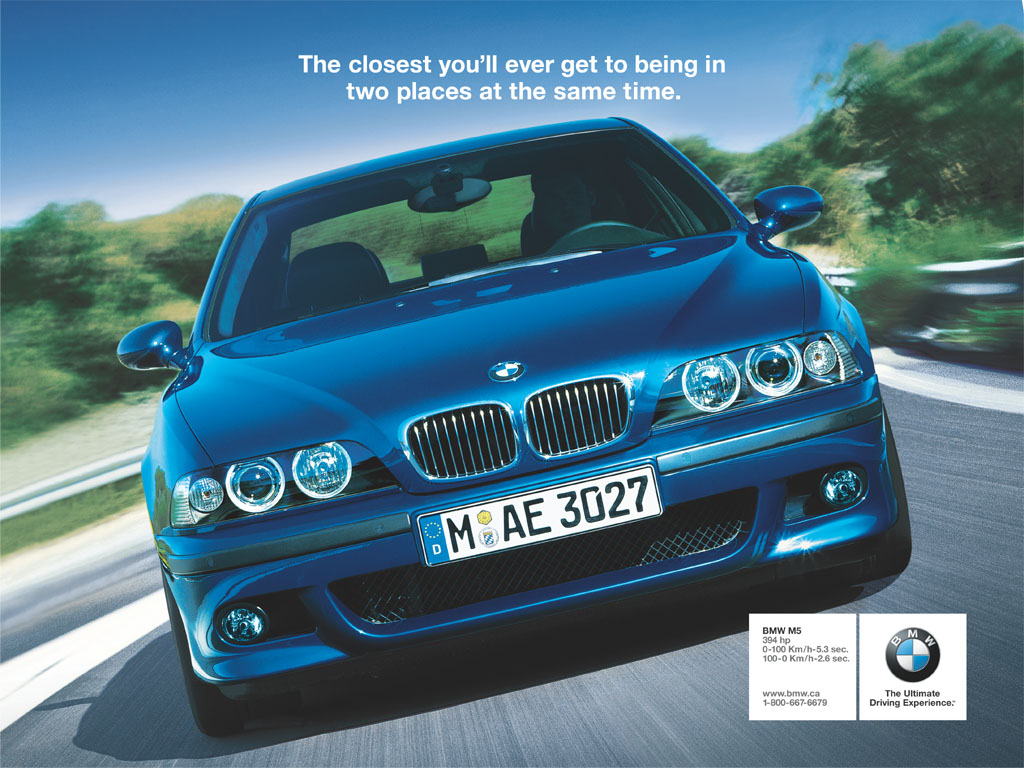 The closest you'll ever get to being in
two places at the same time.
M AE 3027
D
BMW M5
394 hp
0-100 Km/h-5.3 sec.
100-0 Km/h-2.6 sec.
www.bmw.ca
1-800-667-6679
BMW
The Ultimate
Driving Experience.™